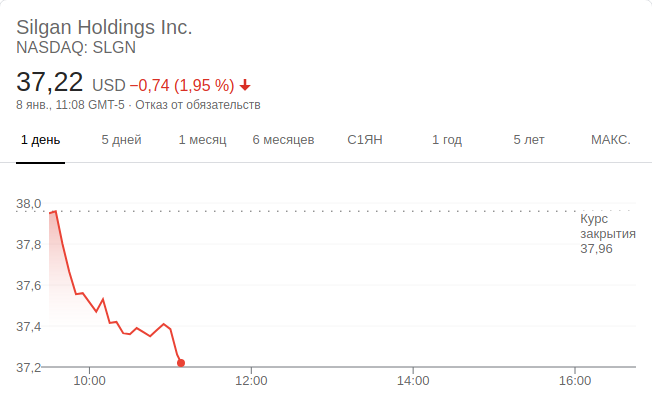 Silgan Holdings Inc.
NASDAQ: SLGN
37,22 USD −0,74 (1,95 %)
8 янв., 11:08 GMT-5 · Отказ от обязательств
1 день 5 дней 1 месяц 6 месяцев С1ЯН 1 год 5 лет МАКС.
38,0
Курс
закрытия
37,96
37,8
37,6
37,4
37,2
10:00 12:00 14:00 16:00